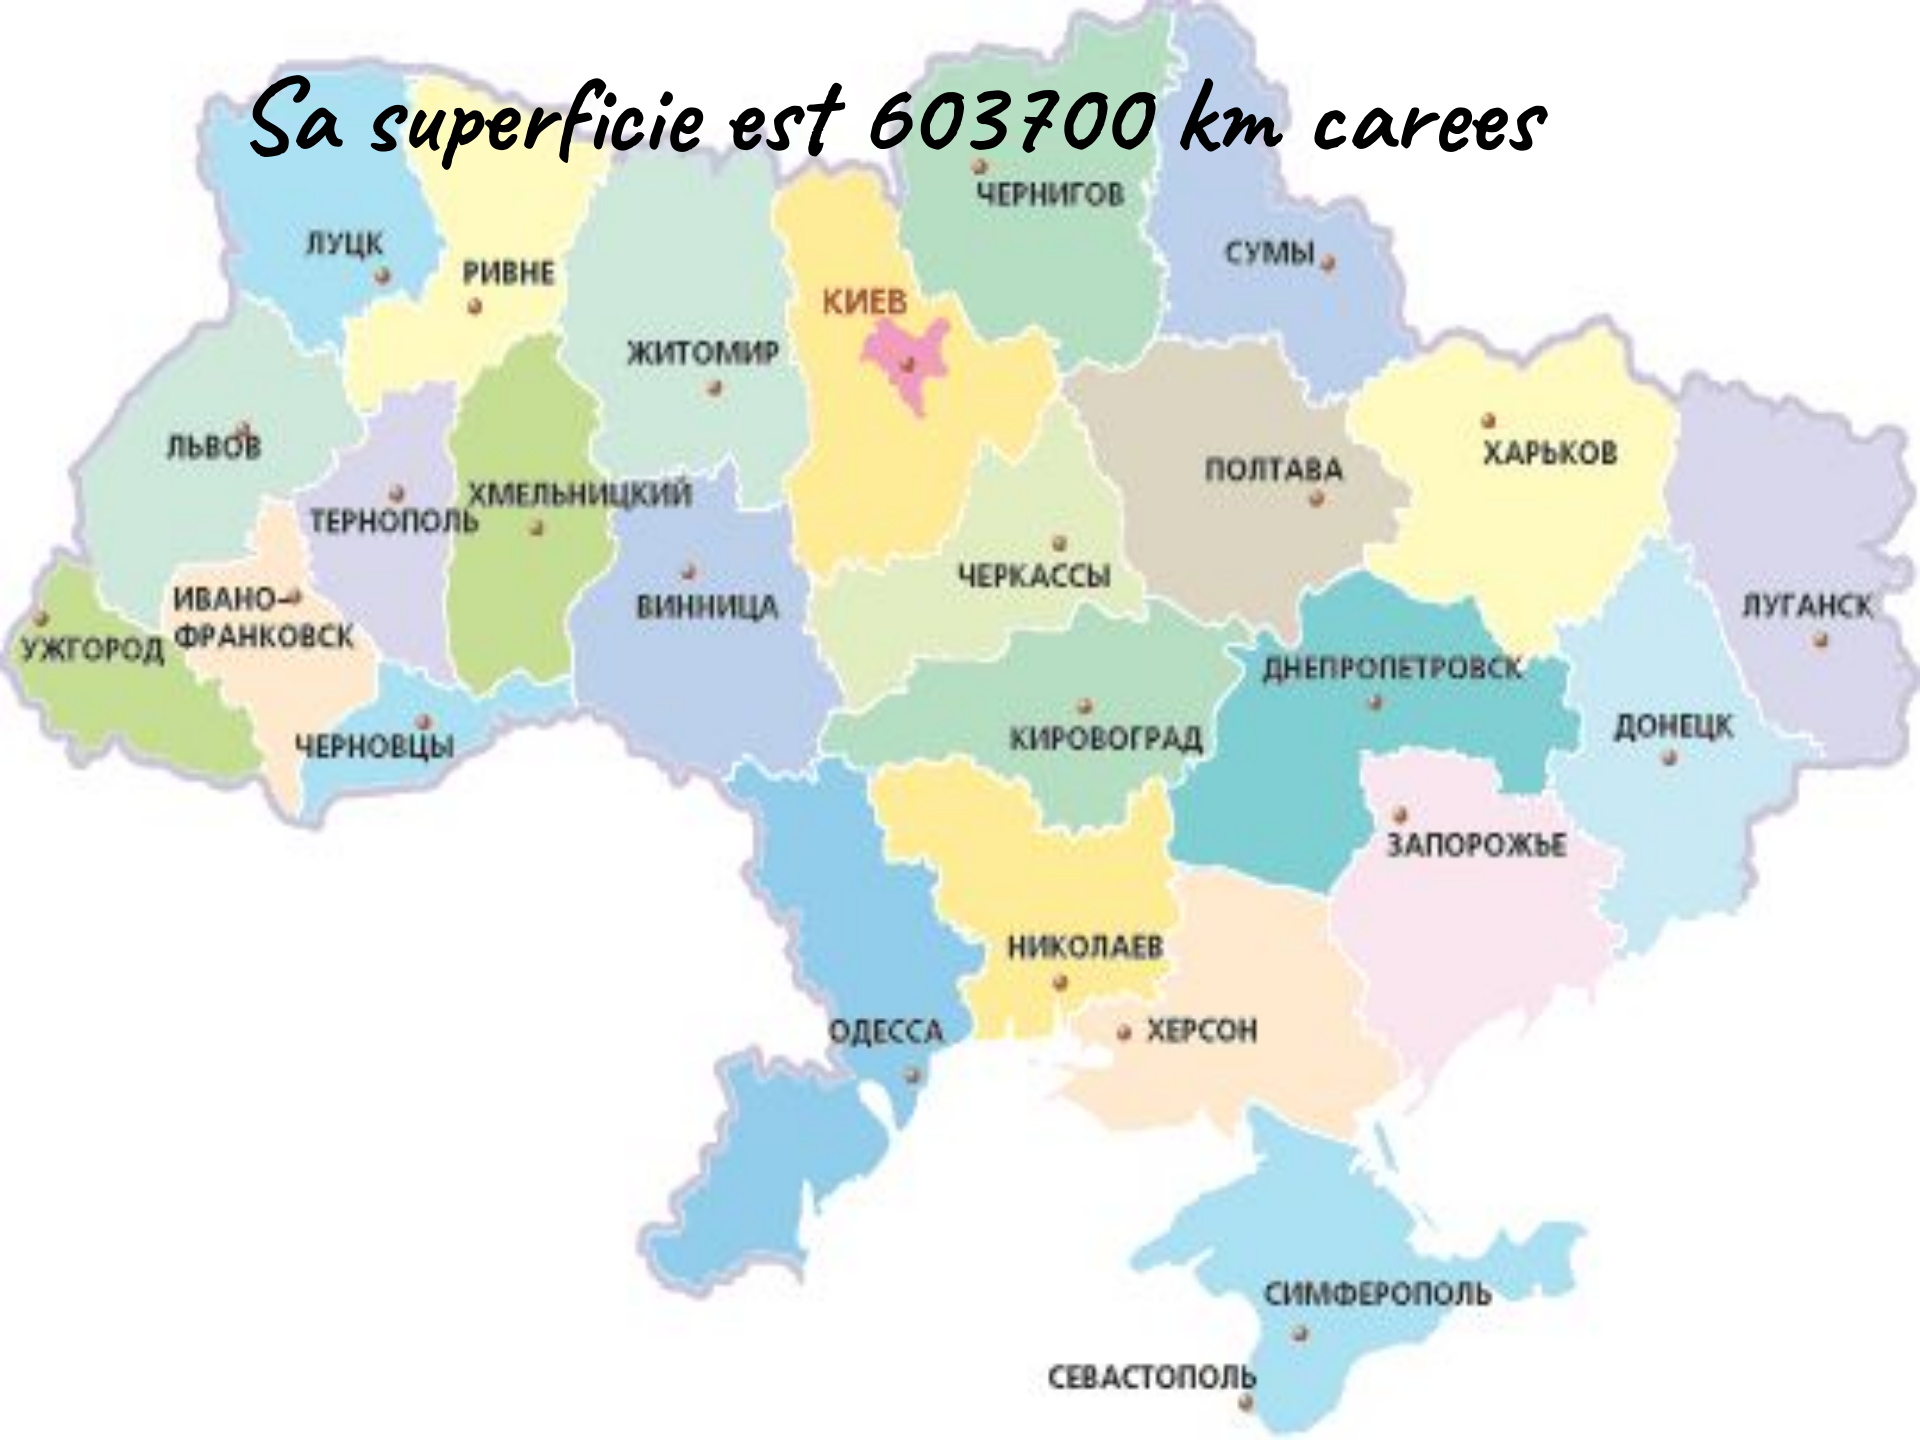 Sa superficie est 603700 km carees
ЧЕРНИГОВ
ЛУЦК
СУМЫ
РИВНЕ
КИЕВ
ЖИТОМИР
ЛЬВОВ
ХАРЬКОВ
ПОЛТАВА
ХМЕЛЬНИЦКИЙ
ТЕРНОПОЛЬ
ЧЕРКАССЫ
ИВАНО-
ФРАНКОВСК
ВИННИЦА
ЛУГАНСК
УЖГОРОД
ДНЕПРОПЕТРОВСК
ДОНЕЦК
КИРОВОГРАД
ЧЕРНОВЦЫ
ЗАПОРОЖЬЕ
НИКОЛАЕВ
ОДЕССА
ХЕРСОН
СИМФЕРОПОЛЬ
СЕВАСТОПОЛЬ